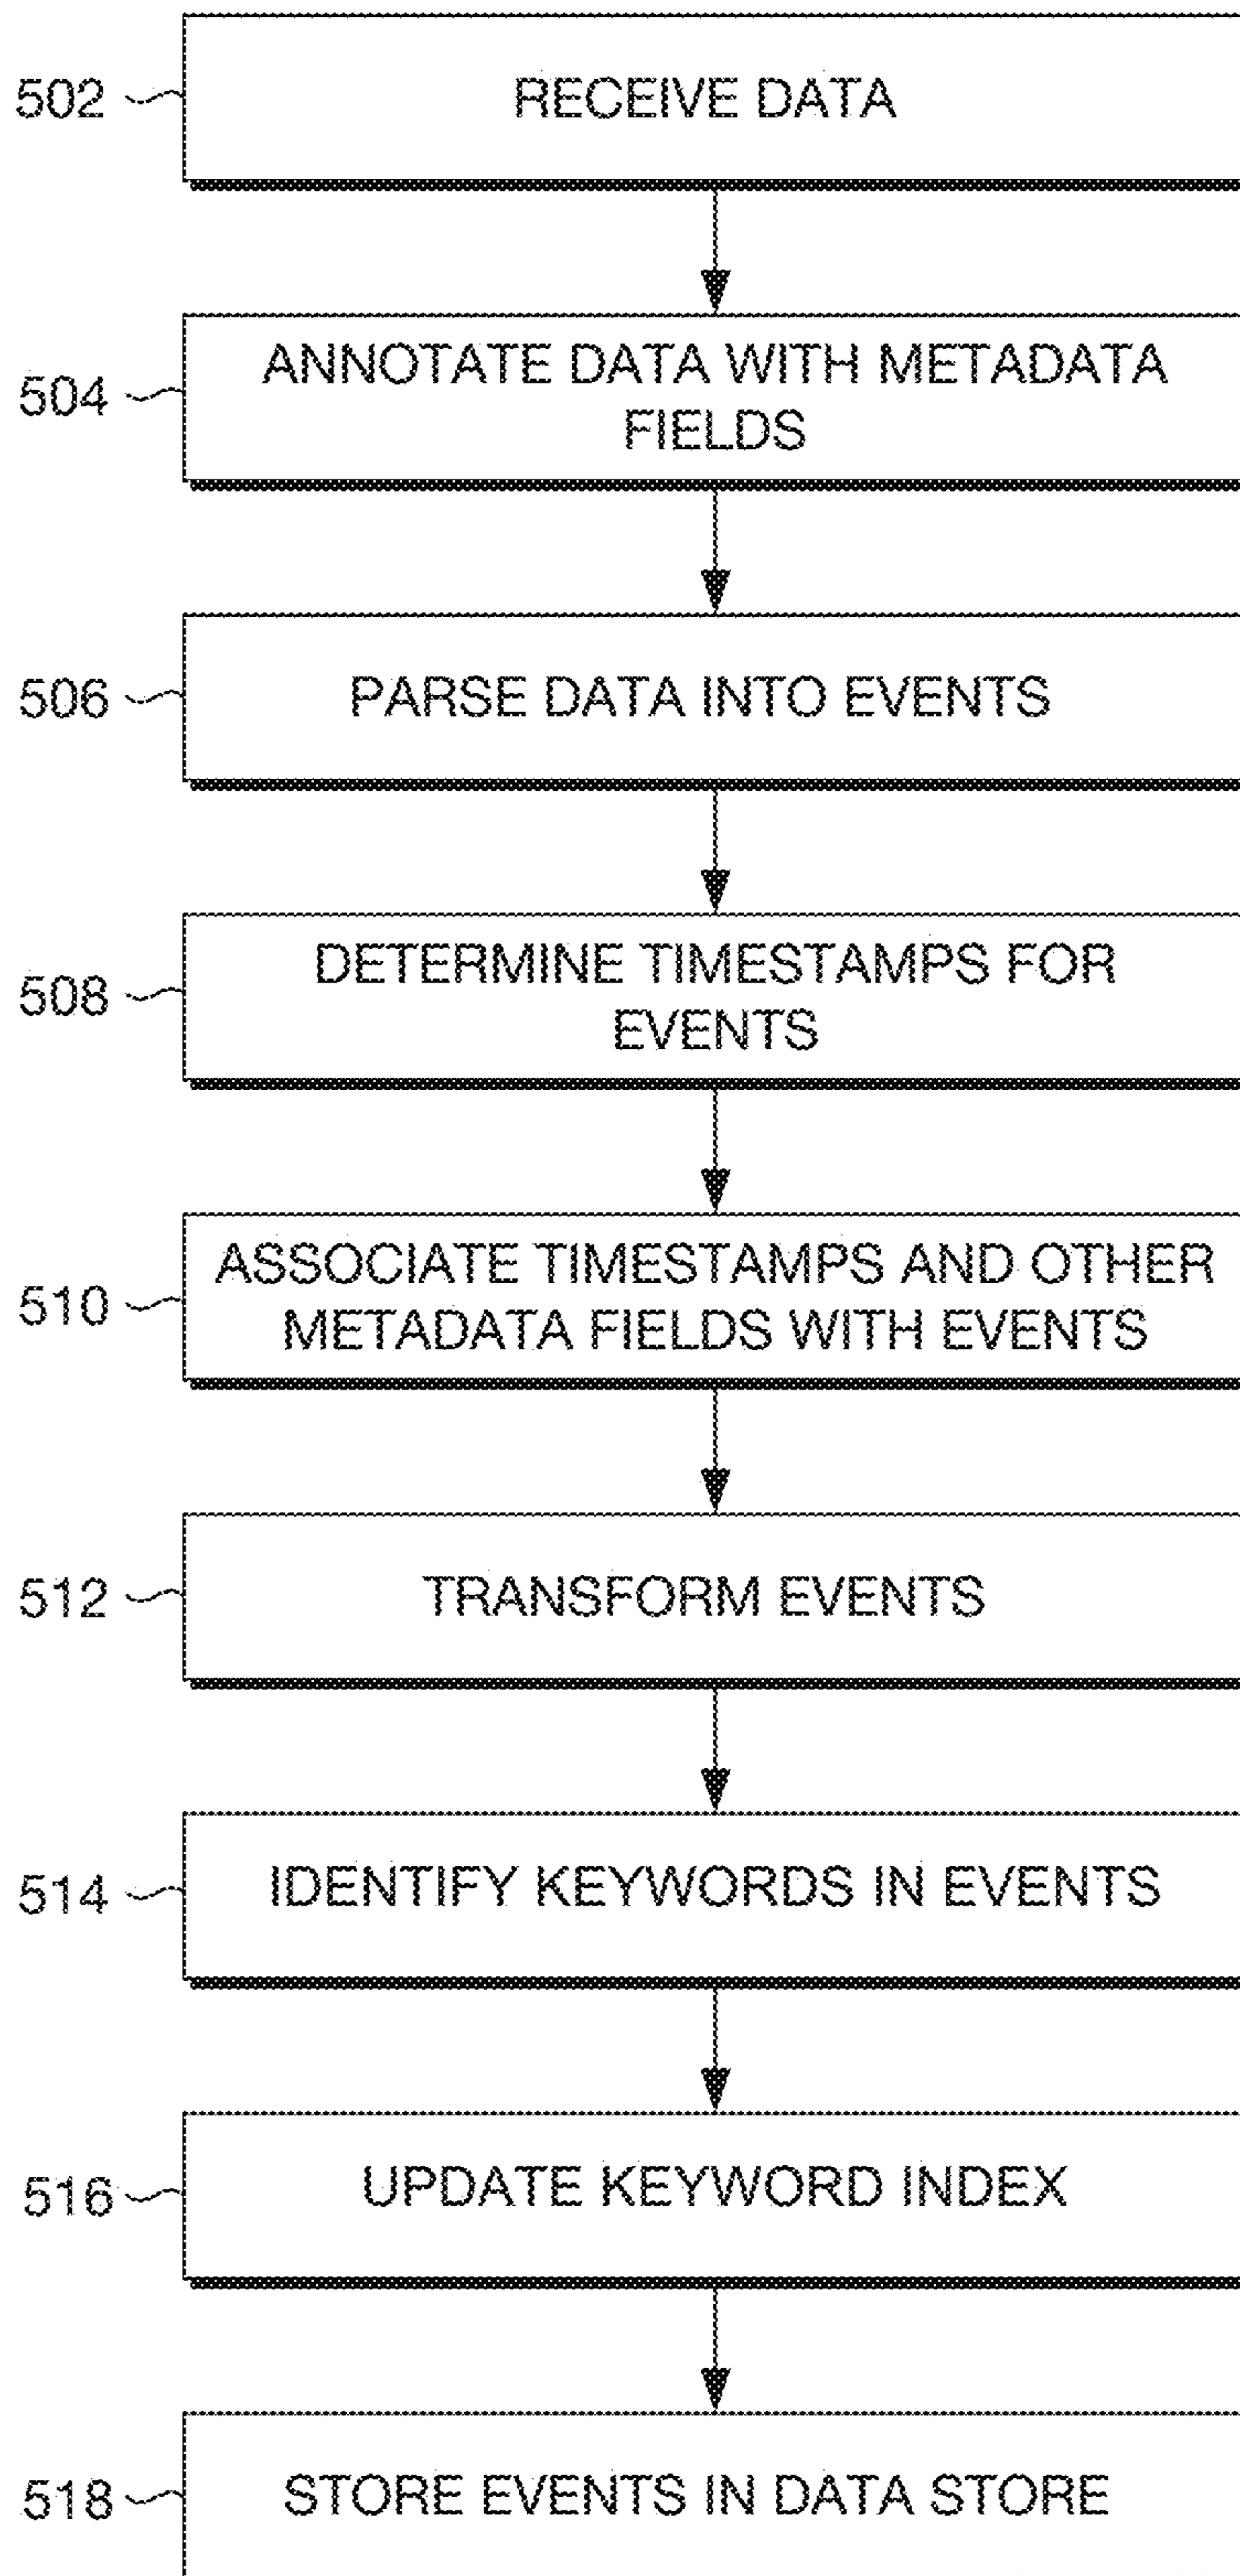 502
RECEIVE DATA
504
ANNOTATE DATA WITH METADATA
FIELDS
506
PARSE DATA INTO EVENTS
508
DETERMINE TIMESTAMPS FOR
EVENTS
510
ASSOCIATE TIMESTAMPS AND OTHER
METADATA FIELDS WITH EVENTS
512
TRANSFORM EVENTS
514
IDENTIFY KEYWORDS IN EVENTS
516
UPDATE KEYWORD INDEX
518
STORE EVENTS IN DATA STORE